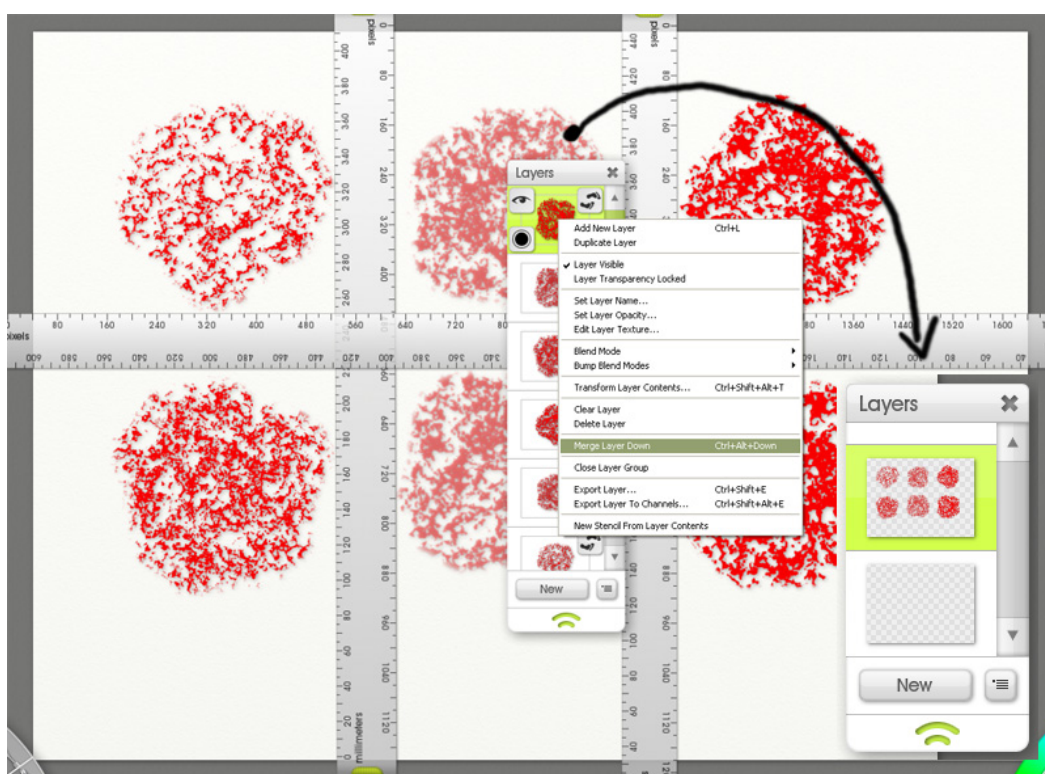 pixels
pixels
Layers
Add New Layer Ctrl+L
Duplicate Layer
Layer Visible
Layer Transparency Locked
Set Layer Name...
Set Layer Opacity...
Edit Layer Texture...
Blend Mode
Bump Blend Modes
Transform Layer Contents... Ctrl+Shift+Alt+T
Clear Layer
Delete Layer
Merge Layer Down Ctrl+Alt+Down
Close Layer Group
Export Layer... Ctrl+Shift+E
Export Layer To Channels... Ctrl+Shift+Alt+E
New Stencil From Layer Contents
New
80 160 240 320 400 480 560 640 720
1360 1440 1520 1600
Layers
New
millimeters